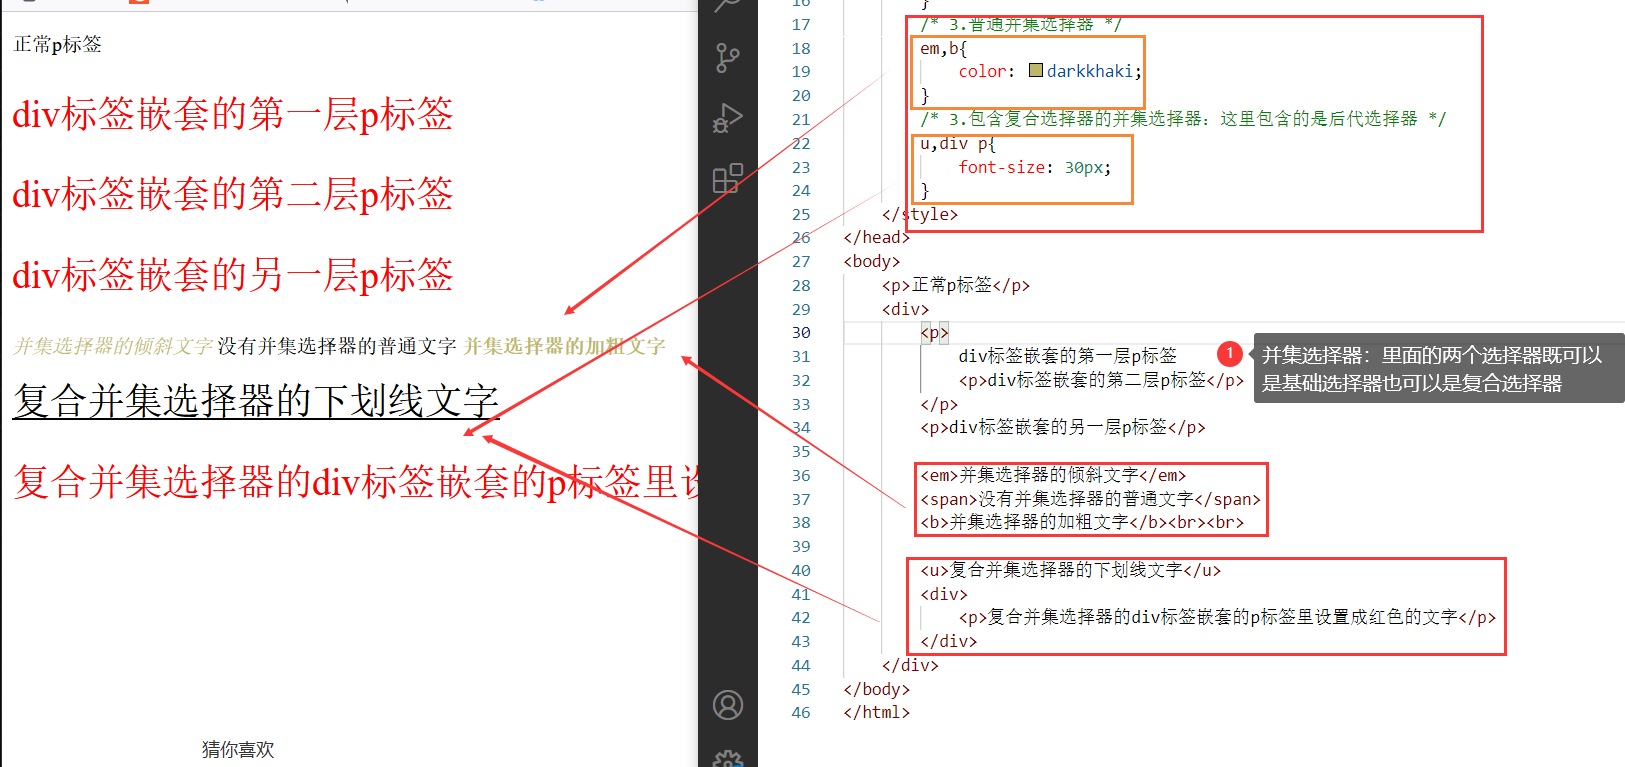 正常p标签
div标签嵌套的第一层p标签
div标签嵌套的第二层p标签
div标签嵌套的另一层p标签
并集选择器的倾斜文字 没有并集选择器的普通文字 并集选择器的加粗文字
复合并集选择器的下划线文字
复合并集选择器的div标签嵌套的p标签里设
猜你喜欢
16 }
17 /* 3.普通并集选择器 */
18 em,b{
19 color: darkkhaki;
20 }
21 /* 3.包含复合选择器的并集选择器：这里包含的是后代选择器 */
22 u,div p{
23 font-size: 30px;
24 }
25 </style>
26 </head>
27 <body>
28 <p>正常p标签</p>
29 <div>
30 <p>
31 div标签嵌套的第一层p标签
32 <p>div标签嵌套的第二层p标签</p>
33 </p>
34 <p>div标签嵌套的另一层p标签</p>
35
36 <em>并集选择器的倾斜文字</em>
37 <span>没有并集选择器的普通文字</span>
38 <b>并集选择器的加粗文字</b><br><br>
39
40 <u>复合并集选择器的下划线文字</u>
41 <div>
42 <p>复合并集选择器的div标签嵌套的p标签里设置成红色的文字</p>
43 </div>
44 </div>
45 </body>
46 </html>
1 并集选择器：里面的两个选择器既可以
是基础选择器也可以是复合选择器